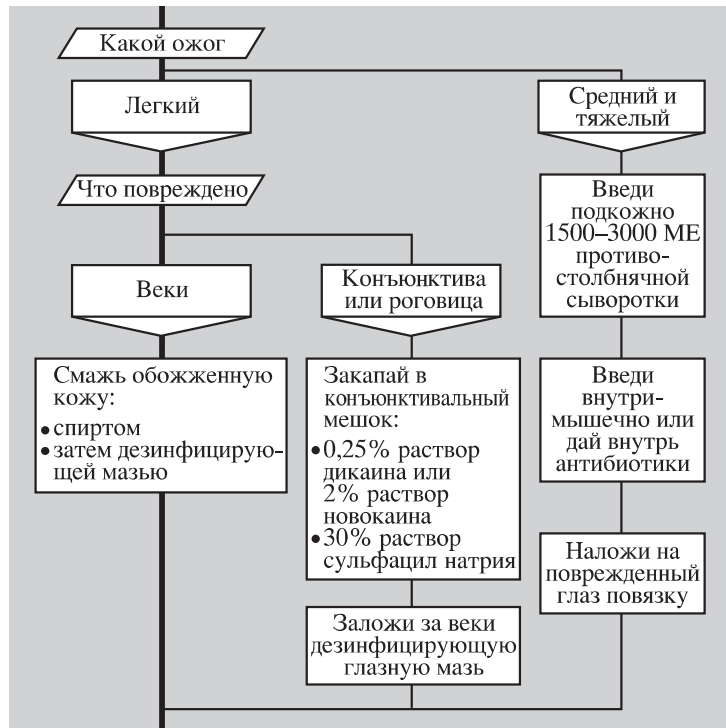 Какой ожог
Легкий
Средний и
тяжелый
Что повреждено
Введи
подкожно
1500–3000 МЕ
противо-
столбнячной
сыворотки
Веки
Конъюнктива
или роговица
Смажь обожженную
кожу:
• спиртом
• затем дезинфицирую-
щей мазью
Закапай в
конъюнктивальный
мешок:
• 0,25% раствор
дикаина или
2% раствор
новокаина
• 30% раствор
сульфацил натрия
Введи
внутри-
мышечно или
дай внутрь
антибиотики
Наложи на
поврежденный
глаз повязку
Заложи за веки
дезинфицирующую
глазную мазь